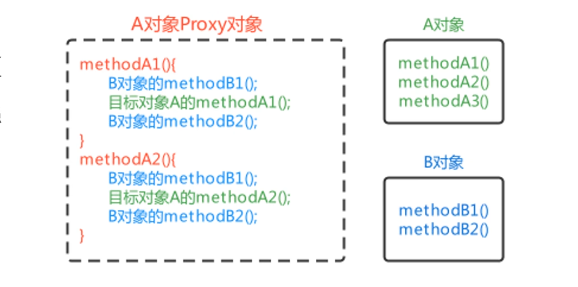 A对象Proxy对象
methodA1(){
B对象的methodB1();
目标对象A的methodA1();
B对象的methodB2();
}
methodA2(){
B对象的methodB1();
目标对象A的methodA2();
B对象的methodB2();
}
A对象
methodA1()
methodA2()
methodA3()
B对象
methodB1()
methodB2()